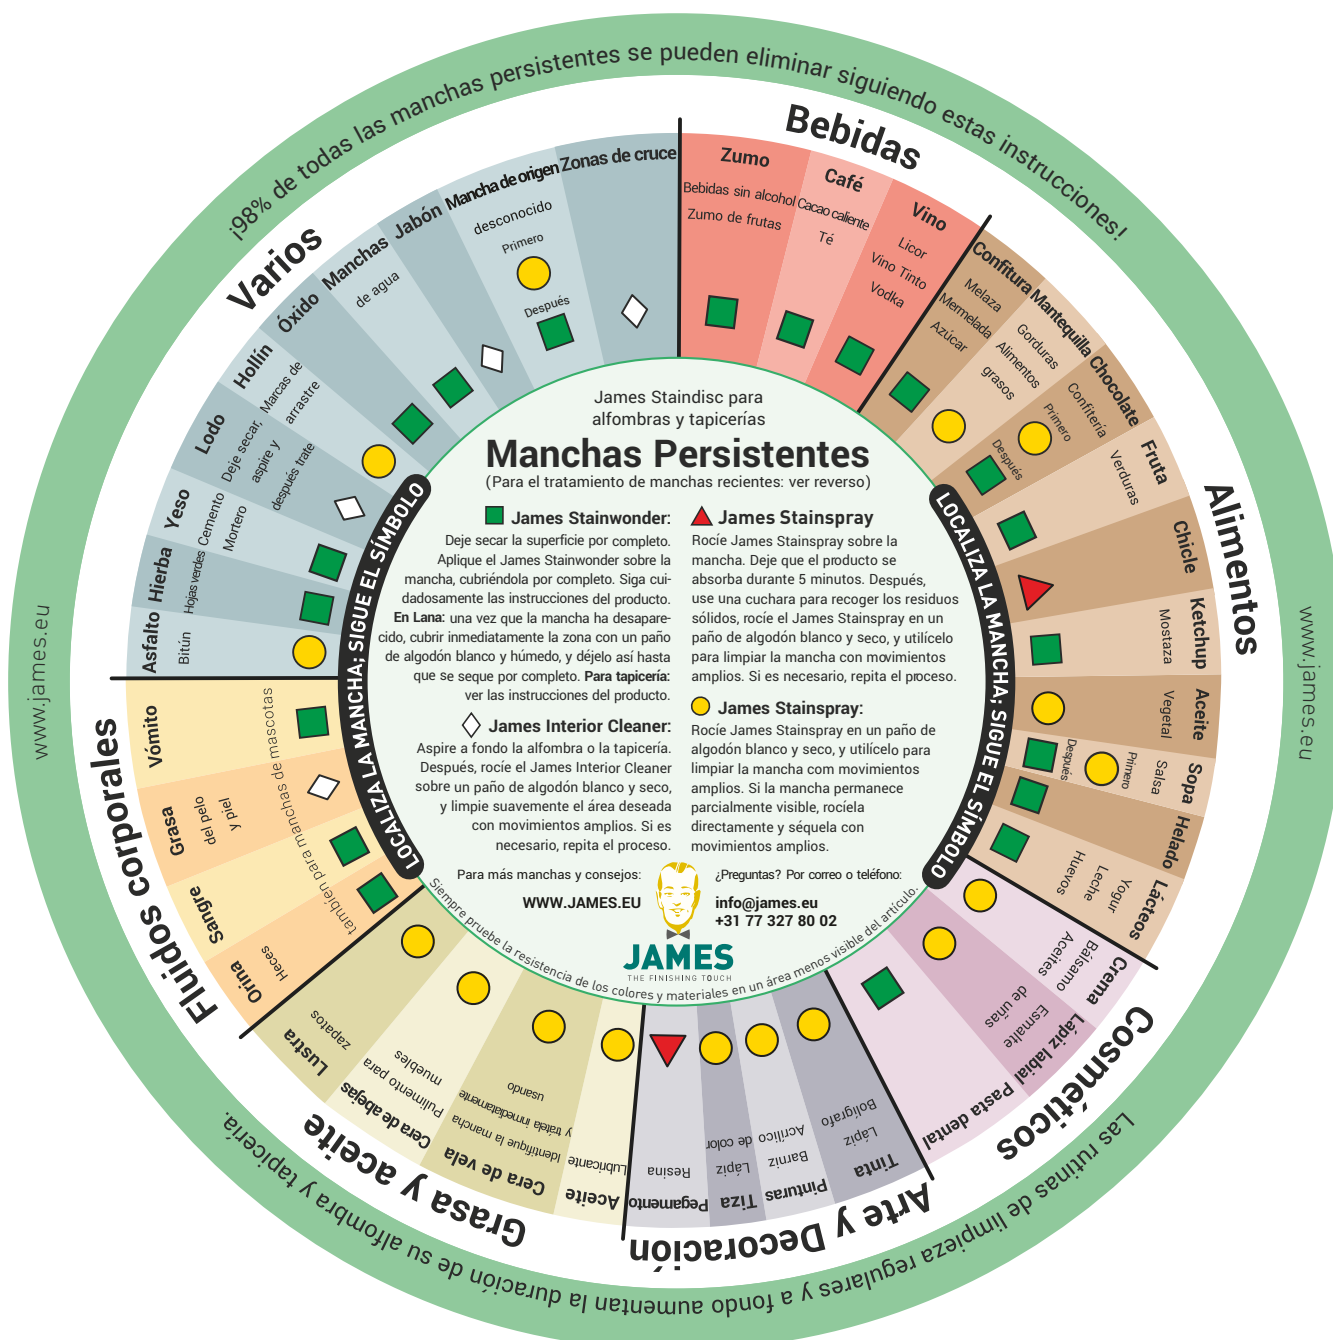 ¡98% de todas las manchas persistentes se pueden eliminar siguiendo estas instrucciones!
www.james.eu
Las rutinas de limpieza regulares y a fondo aumentan la duración de su alfombra y tapicería.
www.james.eu
Bebidas
Zumo
Bebidas sin alcohol
Zumo de frutas
Café
Cacao caliente
Té
Vino
Licor
Vino Tinto
Vodka
Alimentos
Confitura
Melaza
Mermelada
Azúcar
Mantequilla
Gorduras
Alimentos
grasos
Chocolate
Confitería
Primero
Después
Fruta
Verduras
Chicle
Ketchup
Mostaza
Aceite
Vegetal
Sopa
Salsa
Primero
Después
Helado
Lácteos
Yogur
Leche
Huevos
Cosméticos
Crema
Bálsamo
Aceites
Lápiz labial
Esmalte
de uñas
Pasta dental
Arte y Decoración
Tinta
Lápiz
Bolígrafo
Pinturas
Barniz
Acrílico
Tiza
Lápiz
de color
Pegamento
Resina
Grasa y aceite
Aceite
Lubricante
Cera de vela
Identifique la mancha
y trátela inmediatamente
usando
Cera de abejas
Pulimento para
muebles
Lustra
zapatos
Fluidos corporales
Orina
Heces
Sangre
Grasa
del pelo
y piel
Vómito
también para manchas de mascotas
Varios
Asfalto
Bitún
Hierba
Hojas verdes
Yeso
Cemento
Mortero
Lodo
Deje secar,
aspire y
después trate
Hollín
Marcas de
arrastre
Óxido
Manchas
de agua
Jabón
Mancha de origen
desconocido
Primero
Después
Zonas de cruce
LOCALIZA LA MANCHA; SIGUE EL SÍMBOLO
LOCALIZA LA MANCHA; SIGUE EL SÍMBOLO
James Staindisc para
alfombras y tapicerías
Manchas Persistentes
(Para el tratamiento de manchas recientes: ver reverso)
James Stainwonder:
Deje secar la superficie por completo.
Aplique el James Stainwonder sobre la
mancha, cubriéndola por completo. Siga cui-
dadosamente las instrucciones del producto.
En Lana: una vez que la mancha ha desapare-
cido, cubrir inmediatamente la zona con un paño
de algodón blanco y húmedo, y déjelo así hasta
que se seque por completo. Para tapicería:
ver las instrucciones del producto.
James Interior Cleaner:
Aspire a fondo la alfombra o la tapicería.
Después, rocíe el James Interior Cleaner
sobre un paño de algodón blanco y seco,
y limpie suavemente el área deseada
con movimientos amplios. Si es
necesario, repita el proceso.
James Stainspray
Rocíe James Stainspray sobre la
mancha. Deje que el producto se
absorba durante 5 minutos. Después,
use una cuchara para recoger los residuos
sólidos, rocíe el James Stainspray en un
paño de algodón blanco y seco, y utilícelo
para limpiar la mancha con movimientos
amplios. Si es necesario, repita el proceso.
James Stainspray:
Rocíe James Stainspray en un paño de
algodón blanco y seco, y utilícelo para
limpiar la mancha com movimientos
amplios. Si la mancha permanece
parcialmente visible, rocíela
directamente y séquela con
movimientos amplios.
Para más manchas y consejos:
WWW.JAMES.EU
¿Preguntas? Por correo o teléfono:
info@james.eu
+31 77 327 80 02
JAMES
THE FINISHING TOUCH
Siempre pruebe la resistencia de los colores y materiales en un área menos visible del artículo.